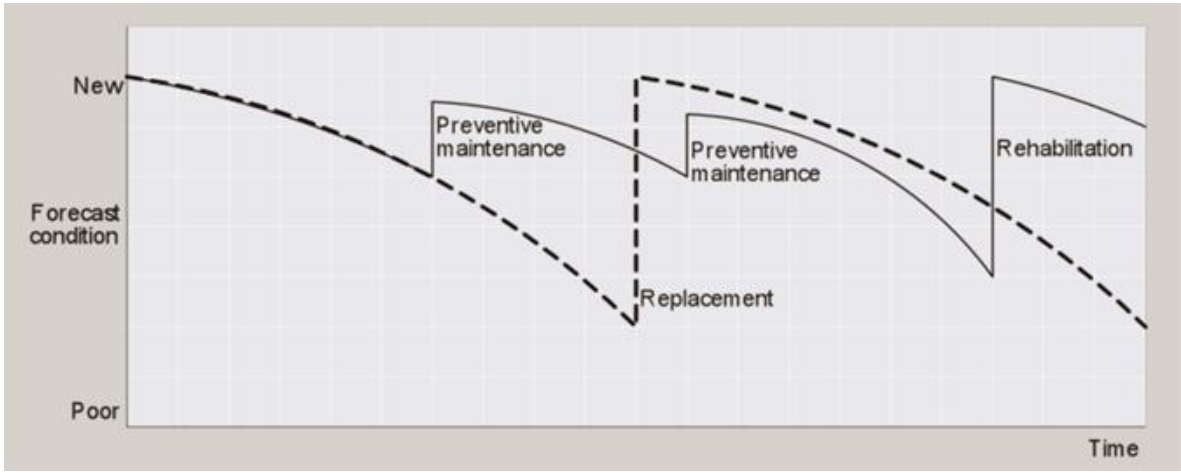 New
Preventive
maintenance
Preventive
maintenance
Rehabilitation
Forecast
condition
Replacement
Poor
Time